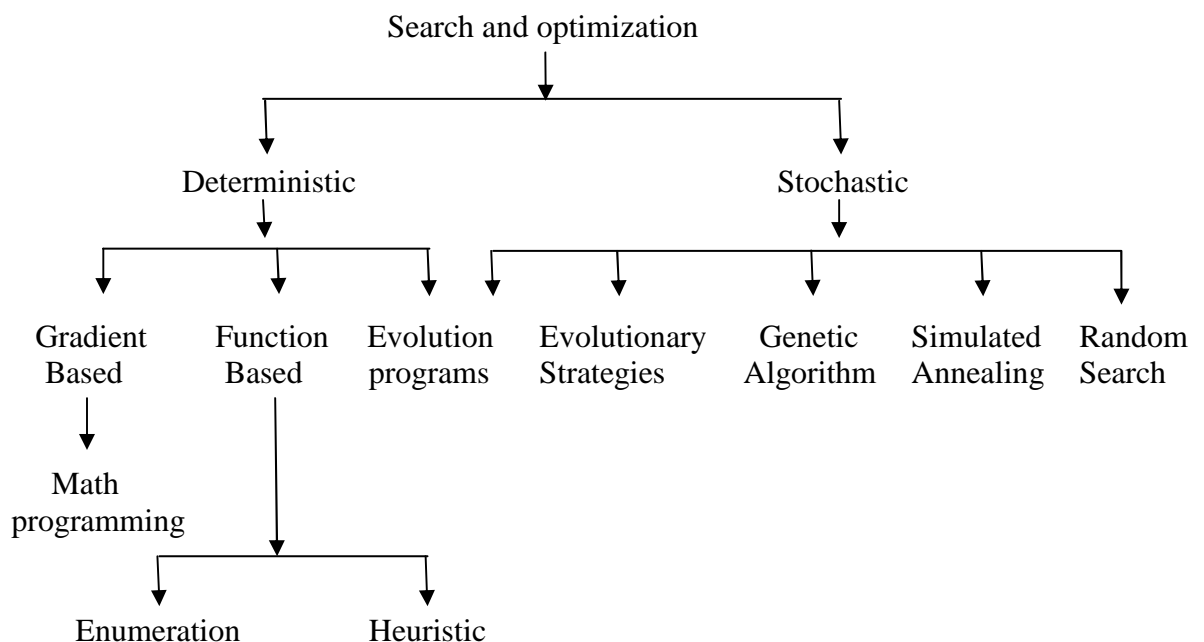 Search and optimization
Deterministic
Stochastic
Gradient
Based
Function
Based
Evolution
programs
Evolutionary
Strategies
Genetic
Algorithm
Simulated
Annealing
Random
Search
Math
programming
Enumeration
Heuristic